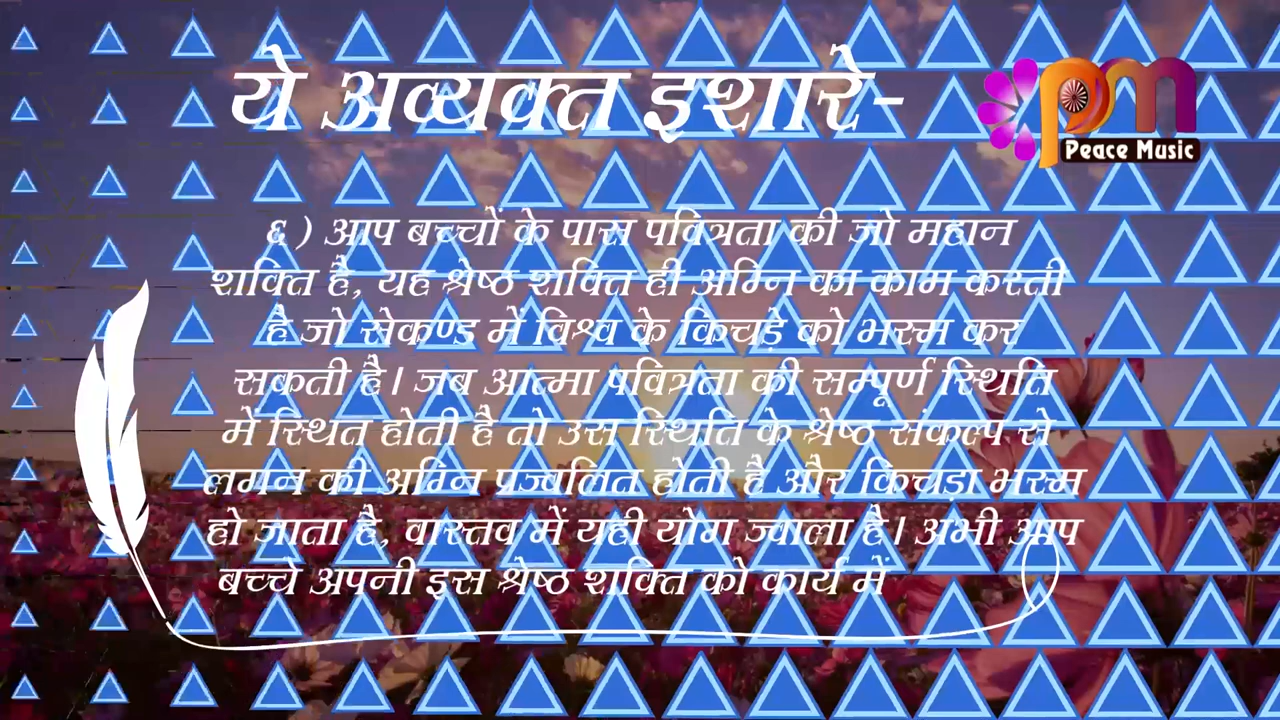 ये अव्यक्त इशारे-
pm
Peace Music
६) आप बच्चों के पास पवित्रता की जो महान
शक्ति है, यह श्रेष्ठ शक्ति ही अग्नि का काम करती
है जो सेकण्ड में विश्व के किचड़े को भस्म कर
सकती है। जब आत्मा पवित्रता की सम्पूर्ण स्थिति
में स्थित होती है तो उस स्थिति के श्रेष्ठ संकल्प से
लगन की अग्नि प्रज्वलित होती है और किचड़ा भस्म
हो जाता है, वास्तव में यही योग ज्वाला है। अभी आप
बच्चे अपनी इस श्रेष्ठ शक्ति को कार्य में